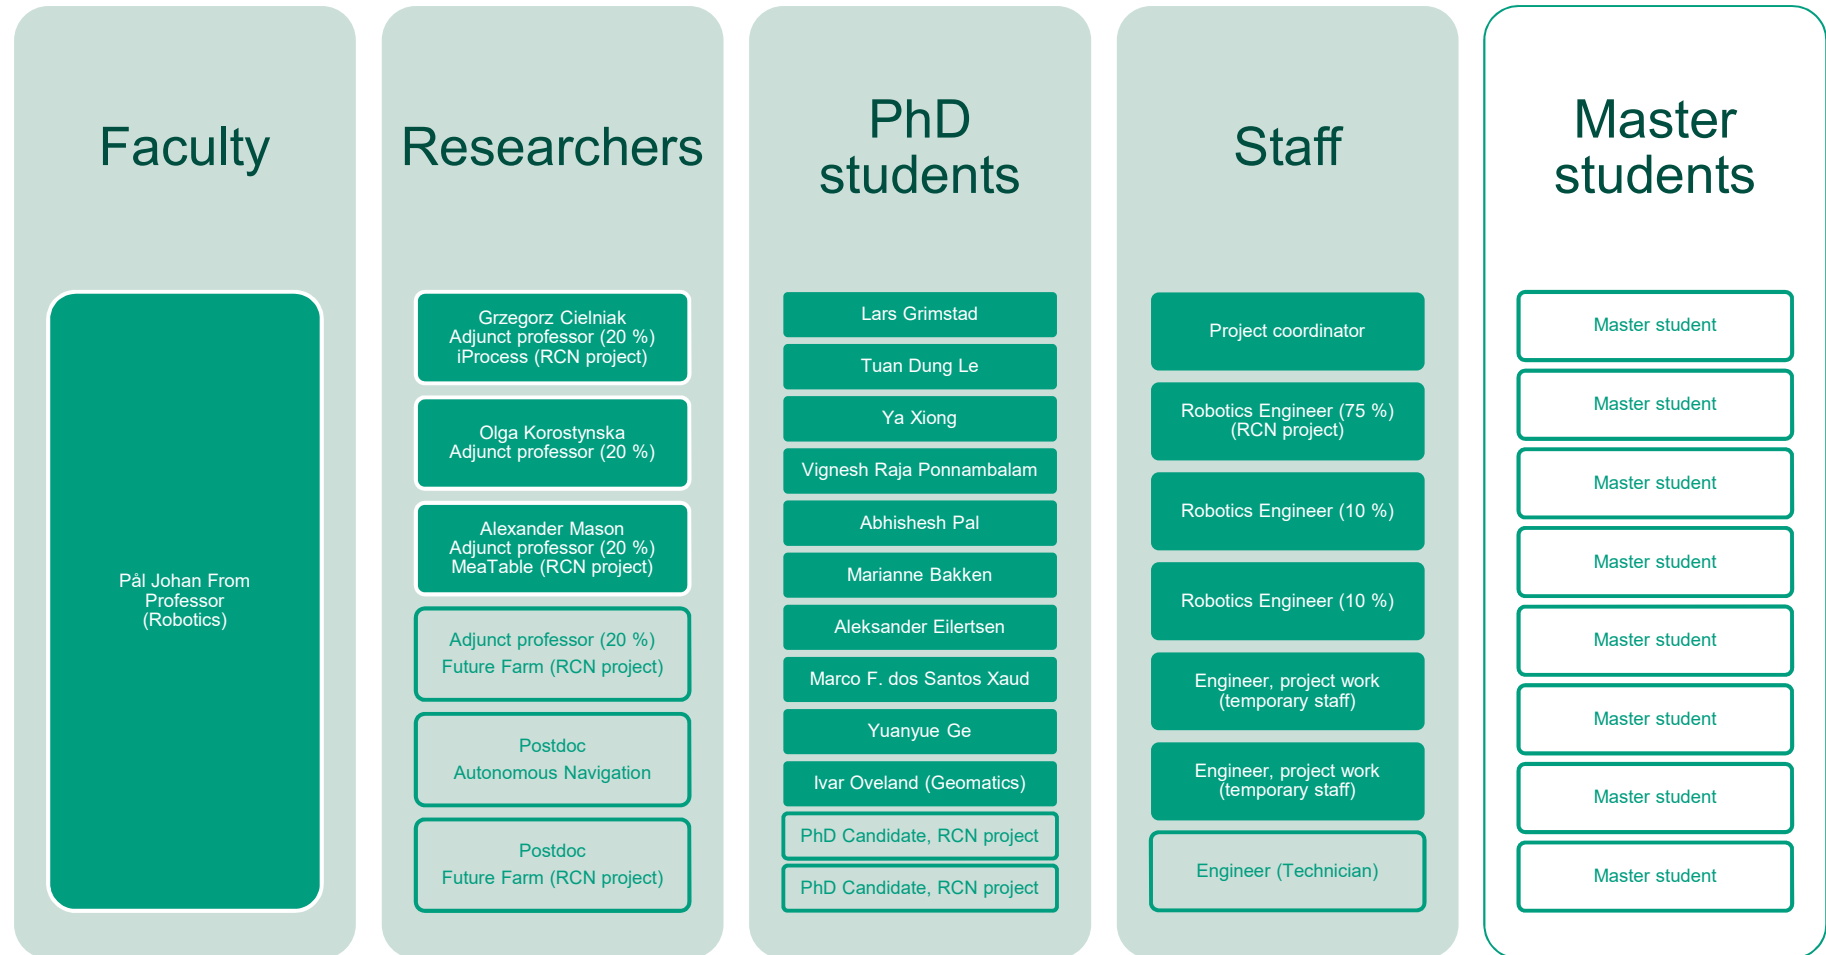 Faculty
Pål Johan From
Professor
(Robotics)
Researchers
Grzegorz Cielniak
Adjunct professor (20 %)
iProcess (RCN project)
Olga Korostynska
Adjunct professor (20 %)
Alexander Mason
Adjunct professor (20 %)
MeaTable (RCN project)
Adjunct professor (20 %)
Future Farm (RCN project)
Postdoc
Autonomous Navigation
Postdoc
Future Farm (RCN project)
PhD
students
Lars Grimstad
Tuan Dung Le
Ya Xiong
Vignesh Raja Ponnambalam
Abhishesh Pal
Marianne Bakken
Aleksander Eilertsen
Marco F. dos Santos Xaud
Yuanyue Ge
Ivar Oveland (Geomatics)
PhD Candidate, RCN project
PhD Candidate, RCN project
Staff
Project coordinator
Robotics Engineer (75 %)
(RCN project)
Robotics Engineer (10 %)
Robotics Engineer (10 %)
Engineer, project work
(temporary staff)
Engineer, project work
(temporary staff)
Engineer (Technician)
Master
students
Master student
Master student
Master student
Master student
Master student
Master student
Master student
Master student